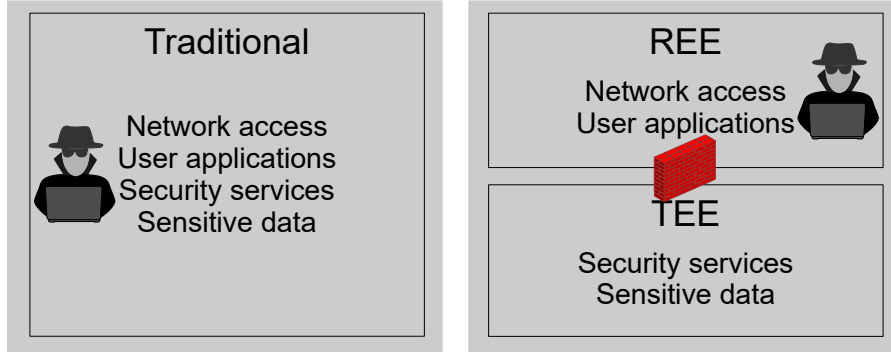 Traditional
Network access
User applications
Security services
Sensitive data
REE
Network access
User applications
TEE
Security services
Sensitive data